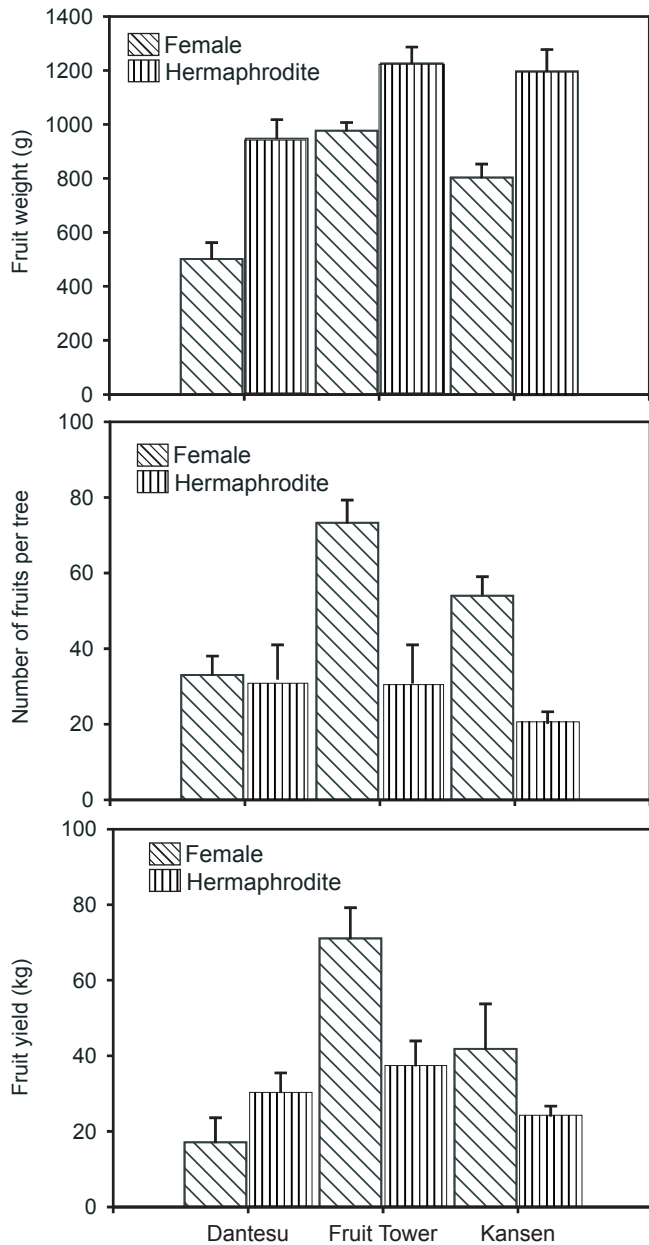 1400
1200
1000
800
600
400
200
0
Fruit weight (g)
Female
Hermaphrodite
100
80
60
40
20
0
Number of fruits per tree
Female
Hermaphrodite
100
80
60
40
20
0
Fruit yield (kg)
Female
Hermaphrodite
Dantesu Fruit Tower Kansen